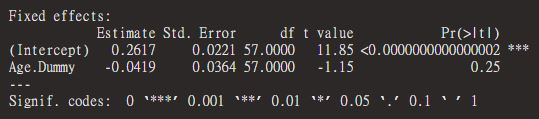 Fixed effects:
Estimate Std. Error df t value Pr(>|t|)
(Intercept) 0.2617 0.0221 57.0000 11.85 <0.0000000000000002 ***
Age.Dummy -0.0419 0.0364 57.0000 -1.15 0.25
---
Signif. codes: 0 ‘***’ 0.001 ‘**’ 0.01 ‘*’ 0.05 ‘.’ 0.1 ‘ ’ 1